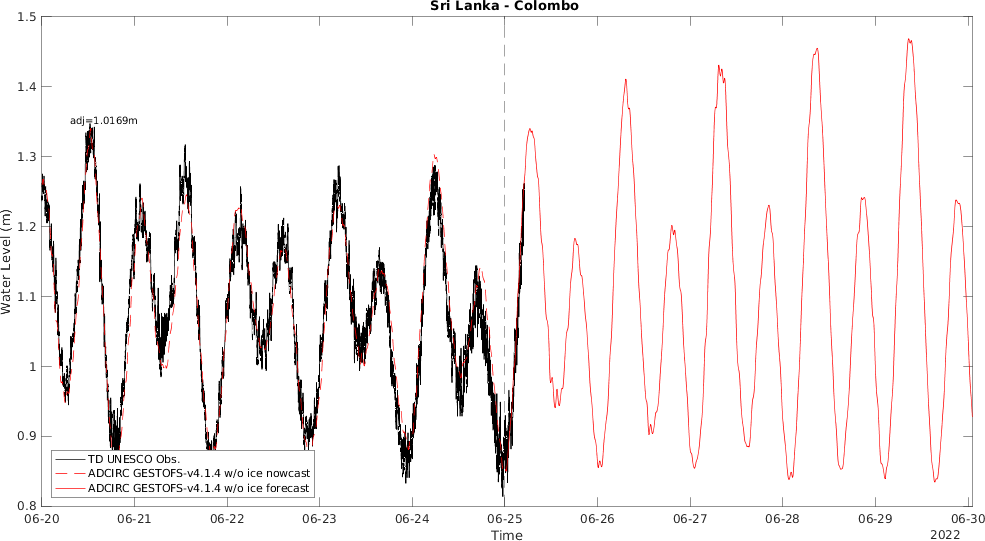 Sri Lanka - Colombo
1.5
1.4
adj=1.0169m
1.3
1.2
Water Level (m)
1.1
1
0.9
TD UNESCO Obs.
ADCIRC GESTOFS-v4.1.4 w/o ice nowcast
ADCIRC GESTOFS-v4.1.4 w/o ice forecast
0.8
06-20 06-21 06-22 06-23 06-24 06-25 06-26 06-27 06-28 06-29 06-30
Time 2022